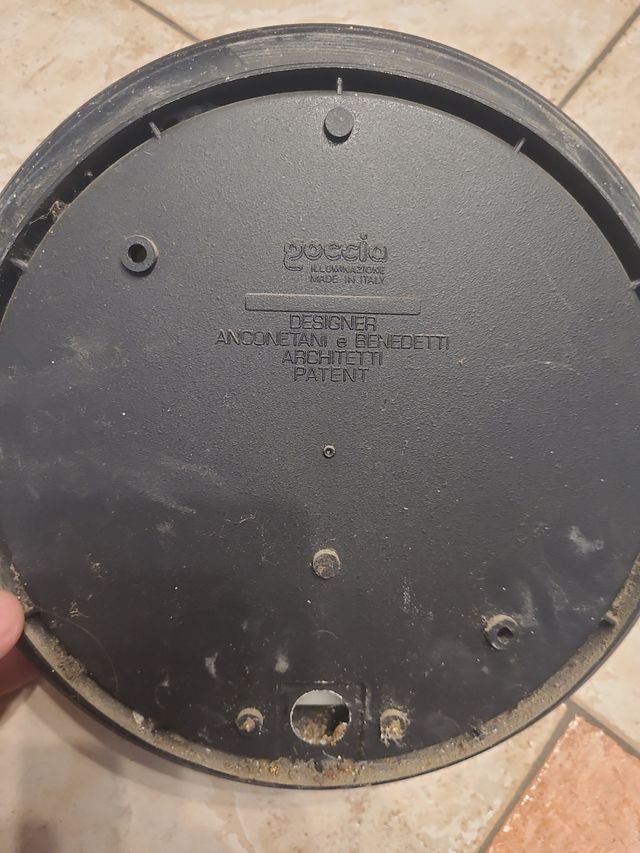 goccia
ILLUMINAZIONE
MADE IN ITALY
DESIGNER
ANCONETANI e BENEDETTI
ARCHITETTI
PATENT